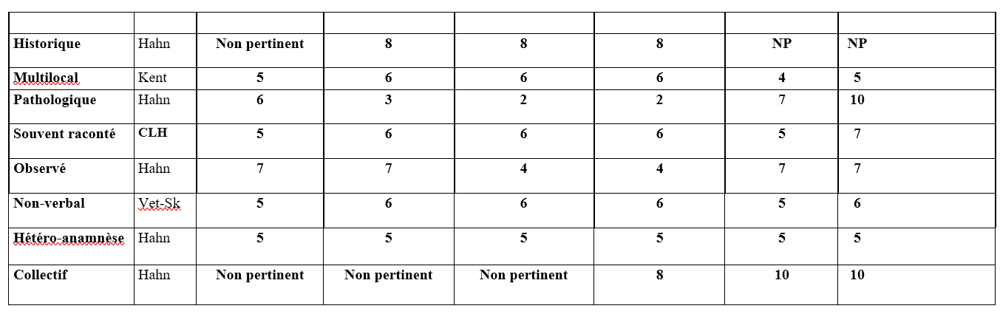 Historique Hahn Non pertinent 8 8 8 NP NP
Multilocal Kent 5 6 6 6 4 5
Pathologique Hahn 6 3 2 2 7 10
Souvent raconté CLH 5 6 6 6 5 7
Observé Hahn 7 7 4 4 7 7
Non-verbal Vet-Sk 5 6 6 6 5 6
Hétéro-anamnèse Hahn 5 5 5 5 5 5
Collectif Hahn Non pertinent Non pertinent Non pertinent 8 10 10